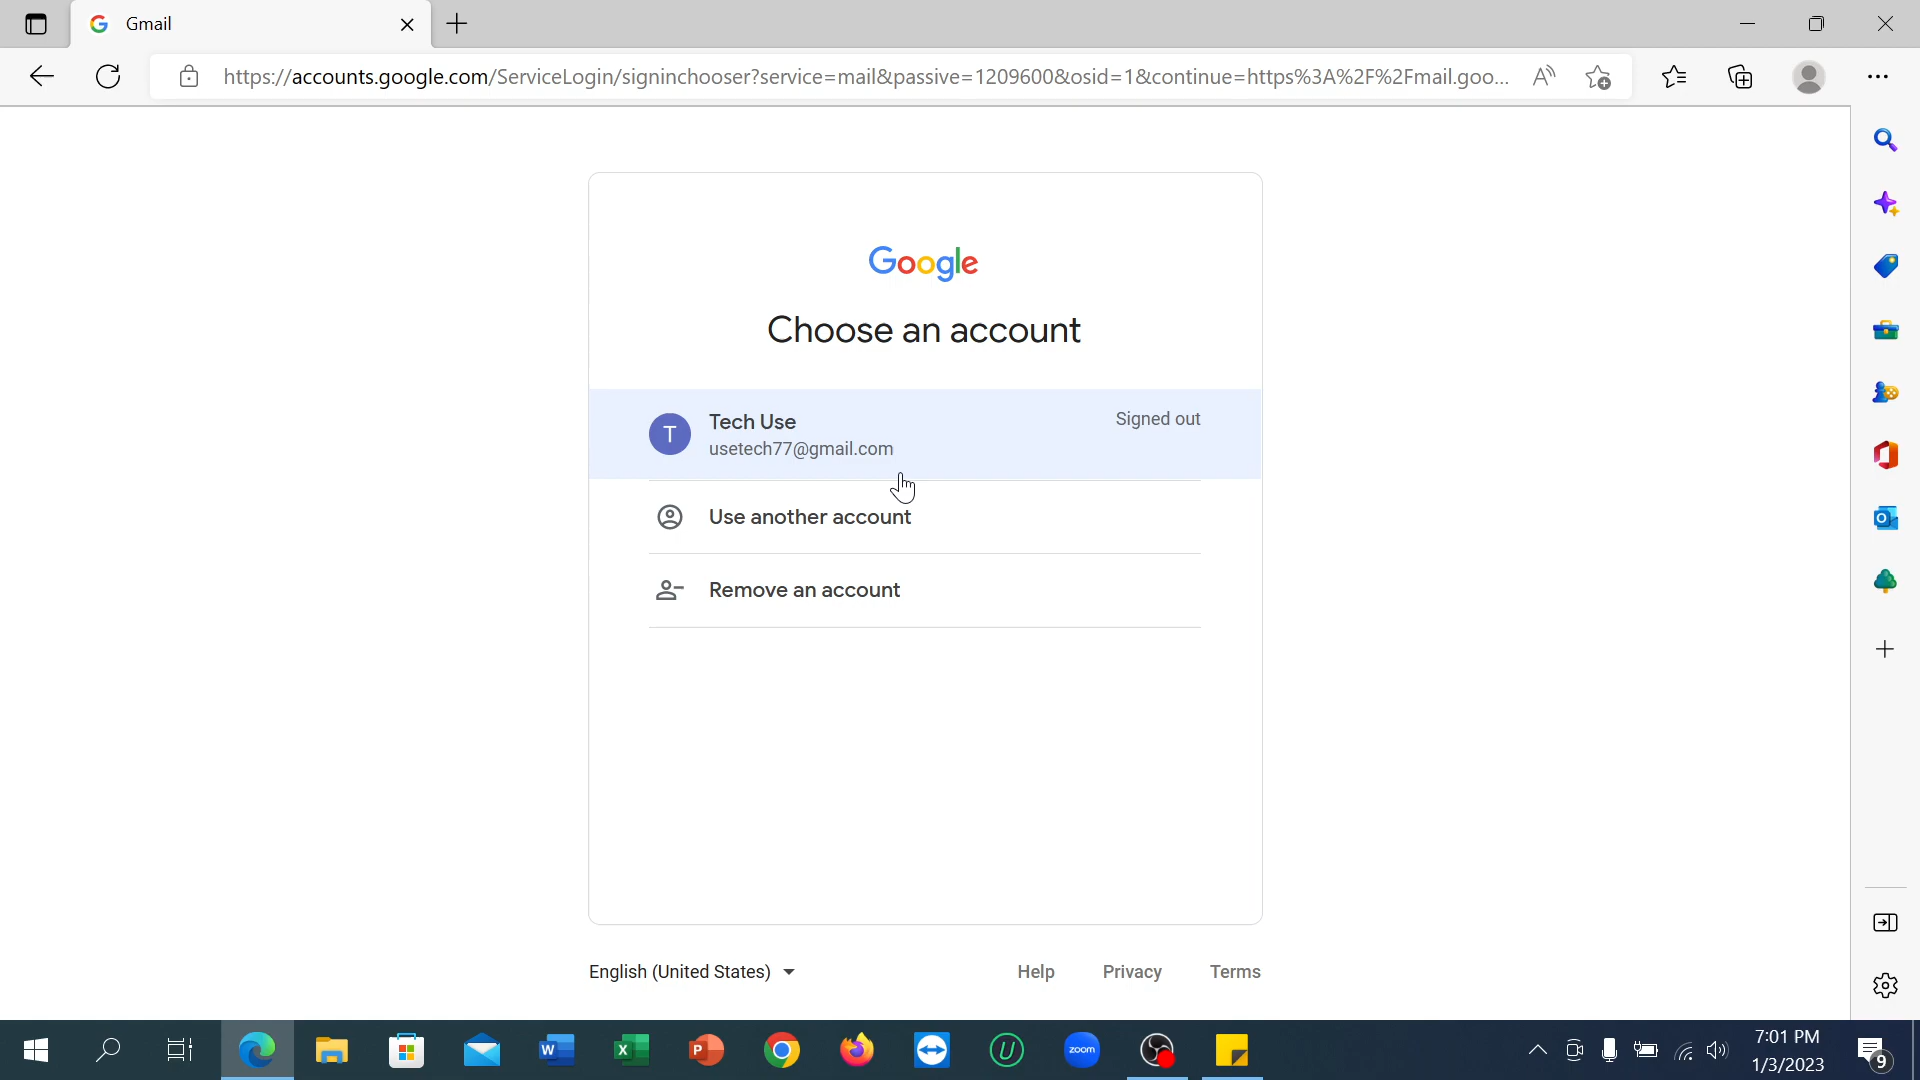 Gmail
https://accounts.google.com/ServiceLogin/signinchooser?service=mail&passive=1209600&osid=1&continue=https%3A%2F%2Fmail.goo...
Google
Choose an account
T
Tech Use
Signed out
usetech77@gmail.com
Use another account
Remove an account
English (United States)
Help
Privacy
Terms
zoom
7:01 PM
1/3/2023
9